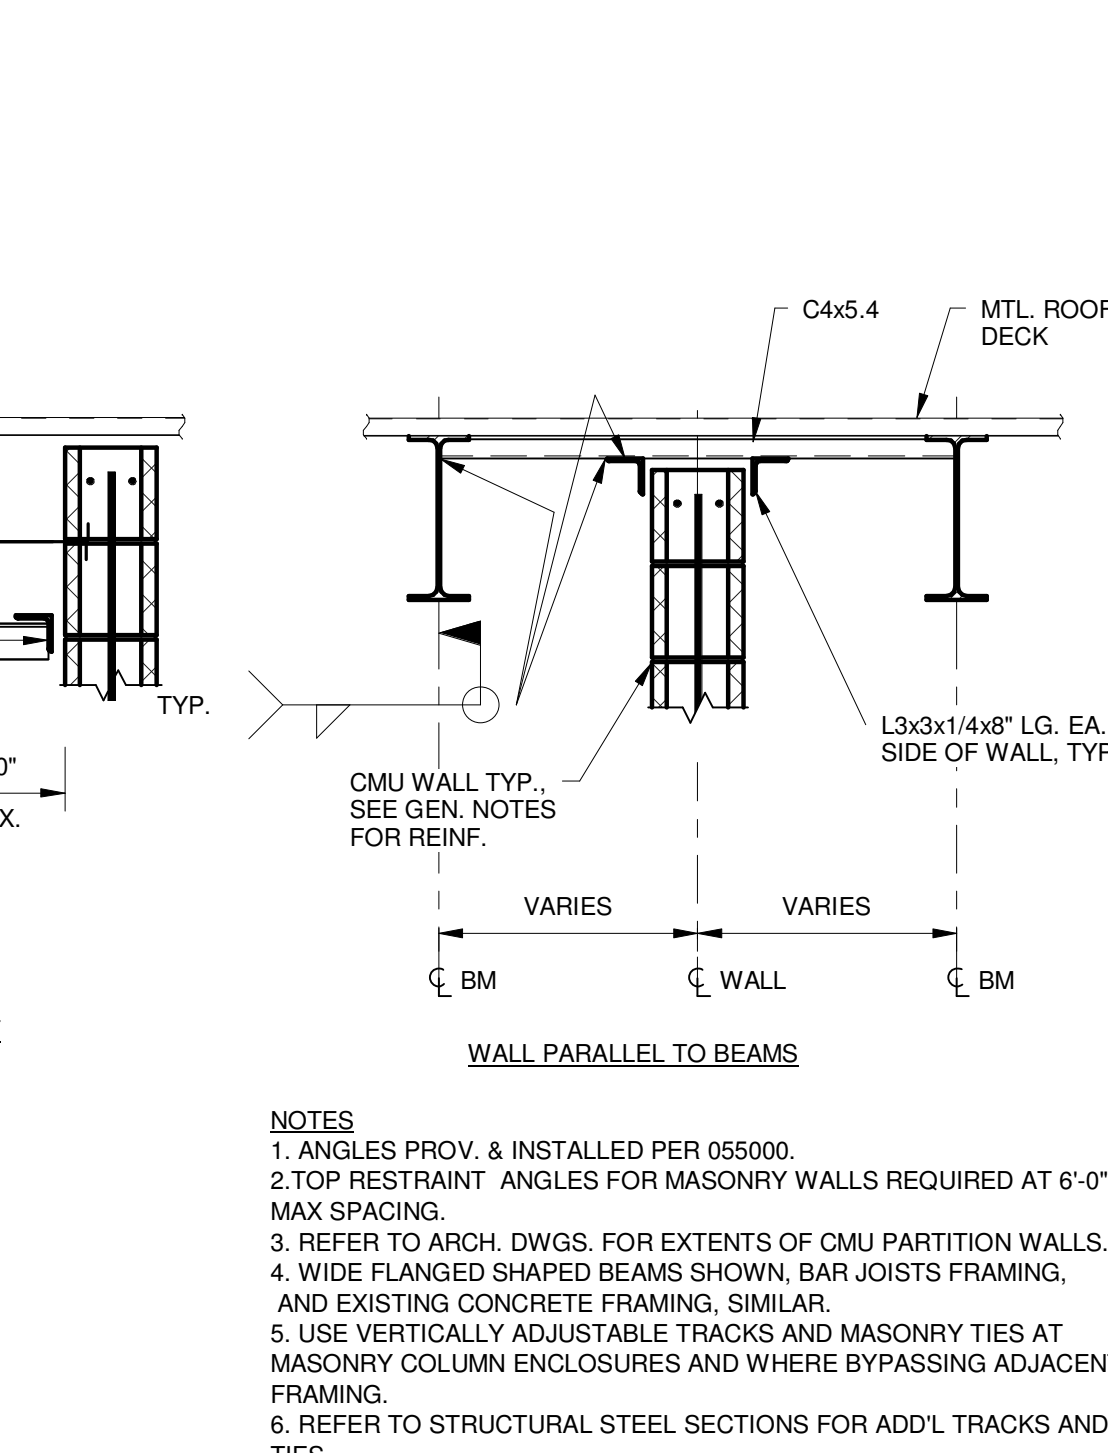 C4x5.4
MTL. ROOF
DECK
TYP.
0"
X.
L3x3x1/4x8" LG. EA.
SIDE OF WALL, TYP
CMU WALL TYP.,
SEE GEN. NOTES
FOR REINF.
VARIES
VARIES
℄ BM
℄ WALL
℄ BM
WALL PARALLEL TO BEAMS
NOTES
1. ANGLES PROV. & INSTALLED PER 055000.
2.TOP RESTRAINT  ANGLES FOR MASONRY WALLS REQUIRED AT 6'-0"
MAX SPACING.
3. REFER TO ARCH. DWGS. FOR EXTENTS OF CMU PARTITION WALLS.
4. WIDE FLANGED SHAPED BEAMS SHOWN, BAR JOISTS FRAMING,
AND EXISTING CONCRETE FRAMING, SIMILAR.
5. USE VERTICALLY ADJUSTABLE TRACKS AND MASONRY TIES AT
MASONRY COLUMN ENCLOSURES AND WHERE BYPASSING ADJACENT
FRAMING.
6. REFER TO STRUCTURAL STEEL SECTIONS FOR ADD'L TRACKS AND
TIES